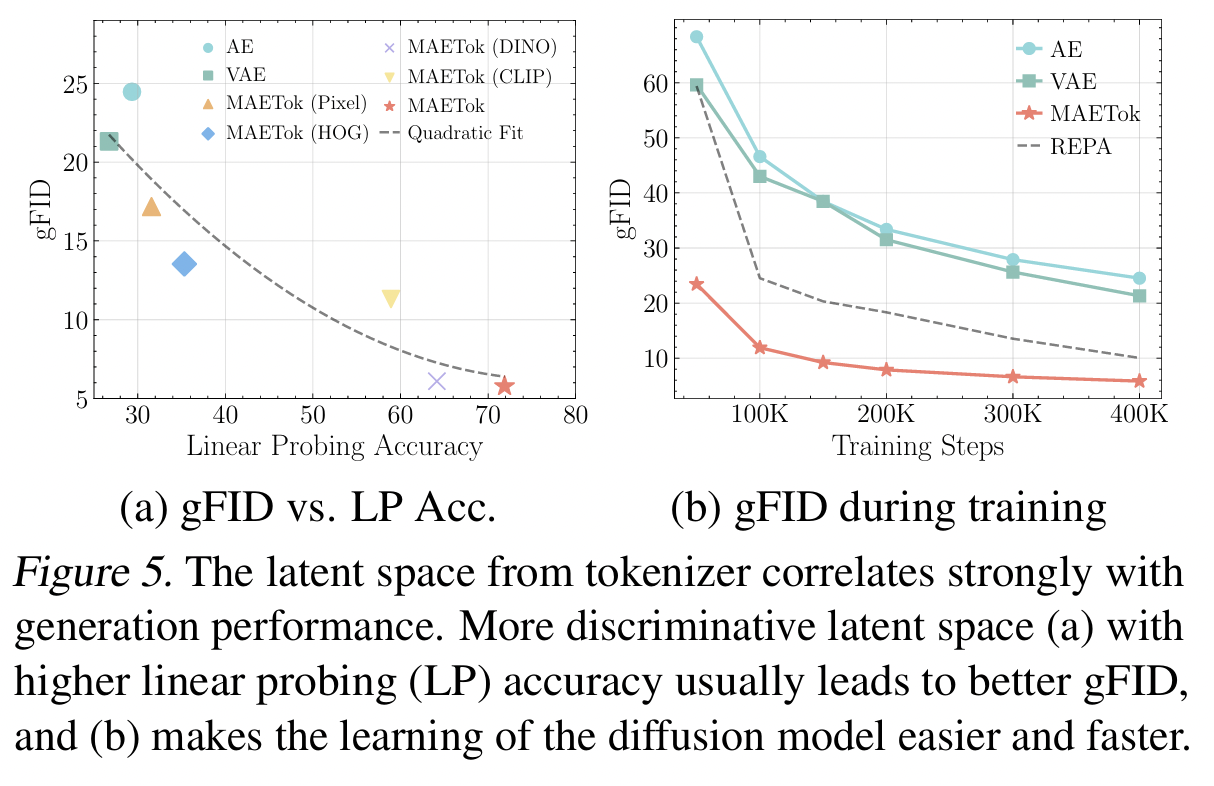 AE
VAE
MAETok (Pixel)
MAETok (HOG)
MAETok (DINO)
MAETok (CLIP)
MAETok
Quadratic Fit
gFID
25
20
15
10
5
30 40 50 60 70 80
Linear Probing Accuracy
(a) gFID vs. LP Acc.
AE
VAE
MAETok
REPA
gFID
60
50
40
30
20
10
100K 200K 300K 400K
Training Steps
(b) gFID during training
Figure 5. The latent space from tokenizer correlates strongly with
generation performance. More discriminative latent space (a) with
higher linear probing (LP) accuracy usually leads to better gFID,
and (b) makes the learning of the diffusion model easier and faster.